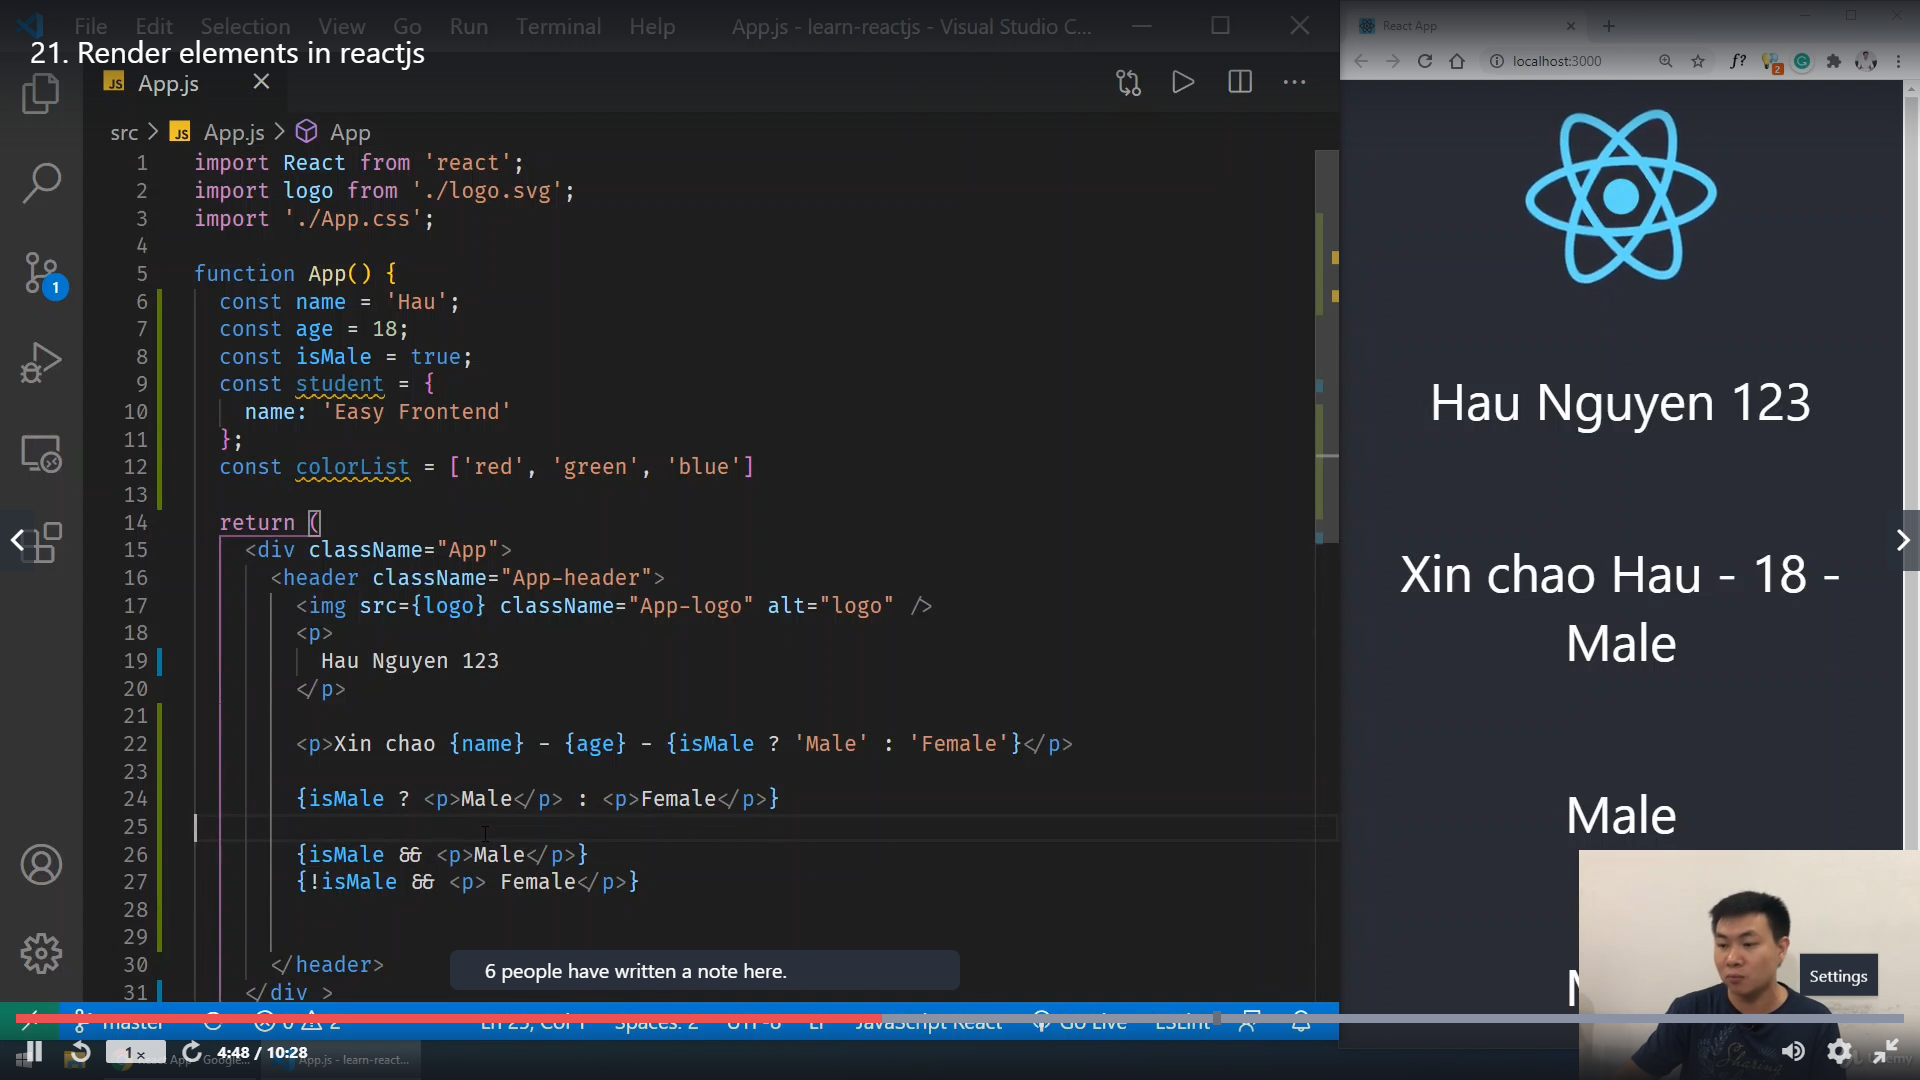 File Edit Selection View Go Run Terminal Help App.js - learn-reactjs - Visual Studio C...
21. Render elements in reactjs
JS App.js
src > JS App.js > App
1 import React from 'react';
2 import logo from './logo.svg';
3 import './App.css';
4
5 function App() {
6 const name = 'Hau';
7 const age = 18;
8 const isMale = true;
9 const student = {
10 name: 'Easy Frontend'
11 };
12 const colorList = ['red', 'green', 'blue']
13
14 return (
15 <div className="App">
16 <header className="App-header">
17 <img src={logo} className="App-logo" alt="logo" />
18 <p>
19 Hau Nguyen 123
20 </p>
21
22 <p>Xin chao {name} - {age} - {isMale ? 'Male' : 'Female'}</p>
23
24 {isMale ? <p>Male</p> : <p>Female</p>}
25
26 {isMale && <p>Male</p>}
27 {!isMale && <p> Female</p>}
28
29
30 </header>
31 </div >
1
6 people have written a note here.
master 0 2 Ln 25, Col 1 Spaces: 2 UTF-8 LF JavaScript React Go Live ESLint
1 x 4:48 / 10:28
App.js - learn-react...
React App
localhost:3000
f? 2
Hau Nguyen 123
Xin chao Hau - 18 -
Male
Male
Settings